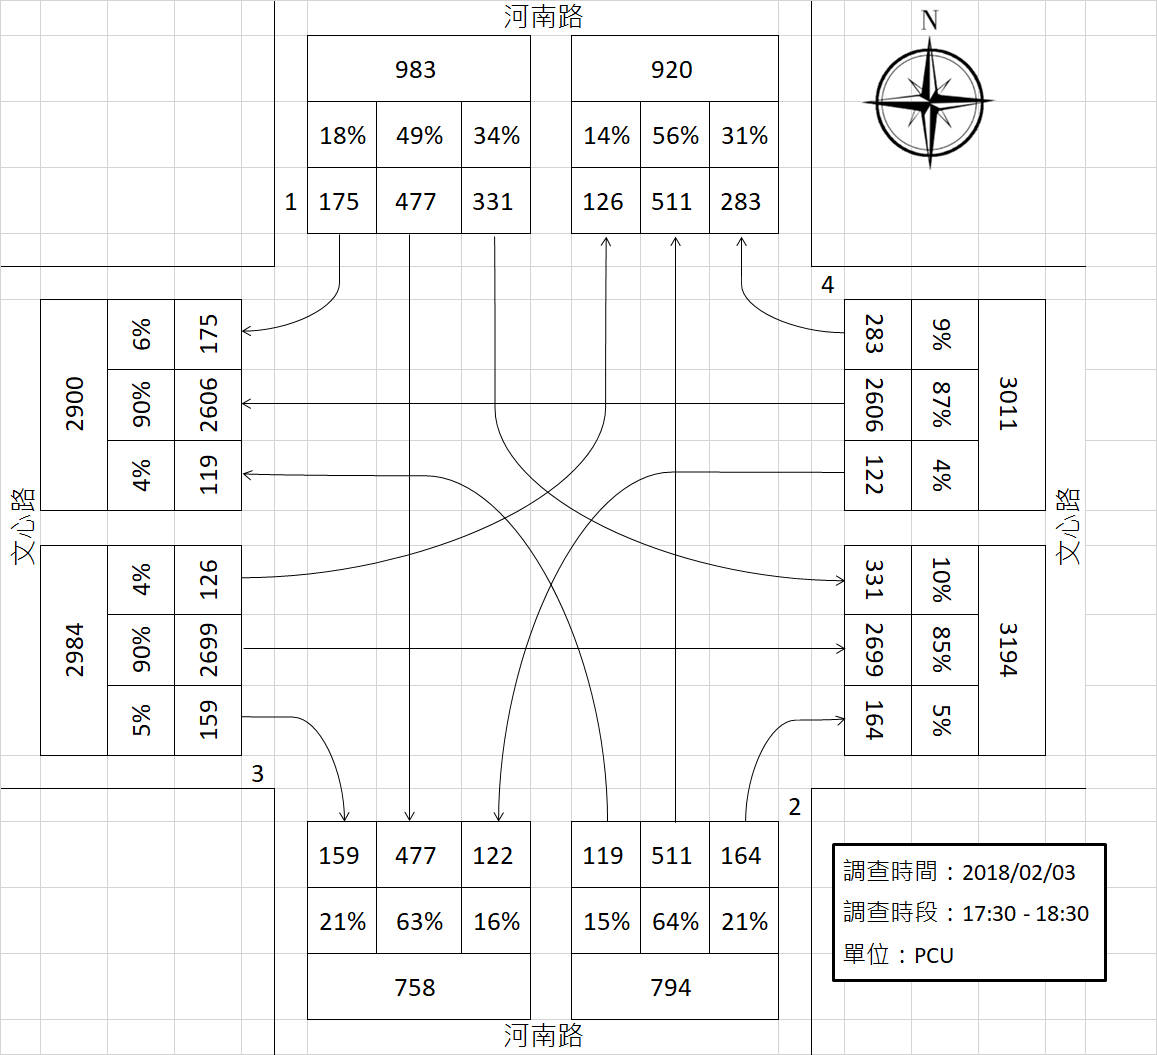 河南路
N
983 920
18% 49% 34% 14% 56% 31%
1 175 477 331 126 511 283
4
2900 6% 175
90% 2606
4% 119
283 9% 3011
2606 87%
122 4%
文心路
文心路
2984 4% 126
90% 2699
5% 159
331 10% 3194
2699 85%
164 5%
3
2
159 477 122 119 511 164
21% 63% 16% 15% 64% 21%
758 794
河南路
調查時間：2018/02/03
調查時段：17:30 - 18:30
單位：PCU